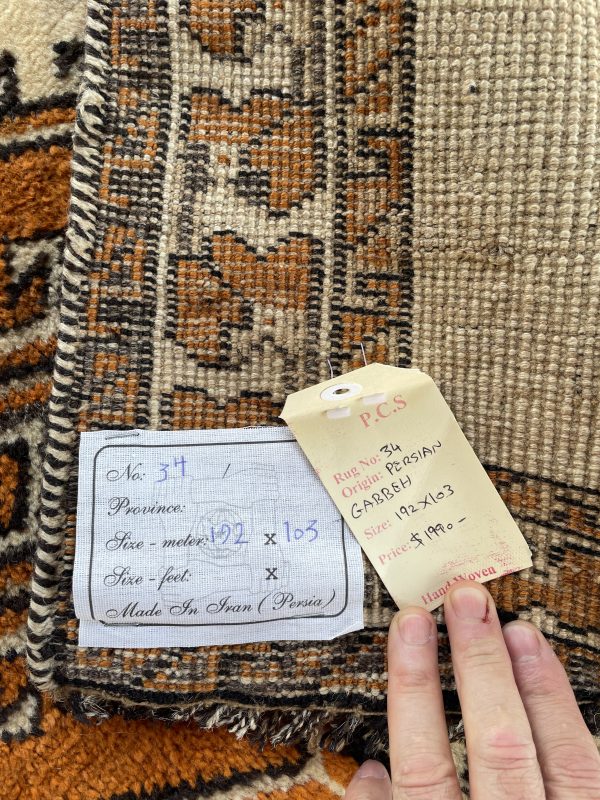 No: 34 /
Province:
Size - meter: 192 x 103
Size - feet: x
Made In Iran (Persia)
P.C.S
Rug No: 34
Origin: PERSIAN
GABBEH
Size: 192X103
Price: $1990-
Hand Woven